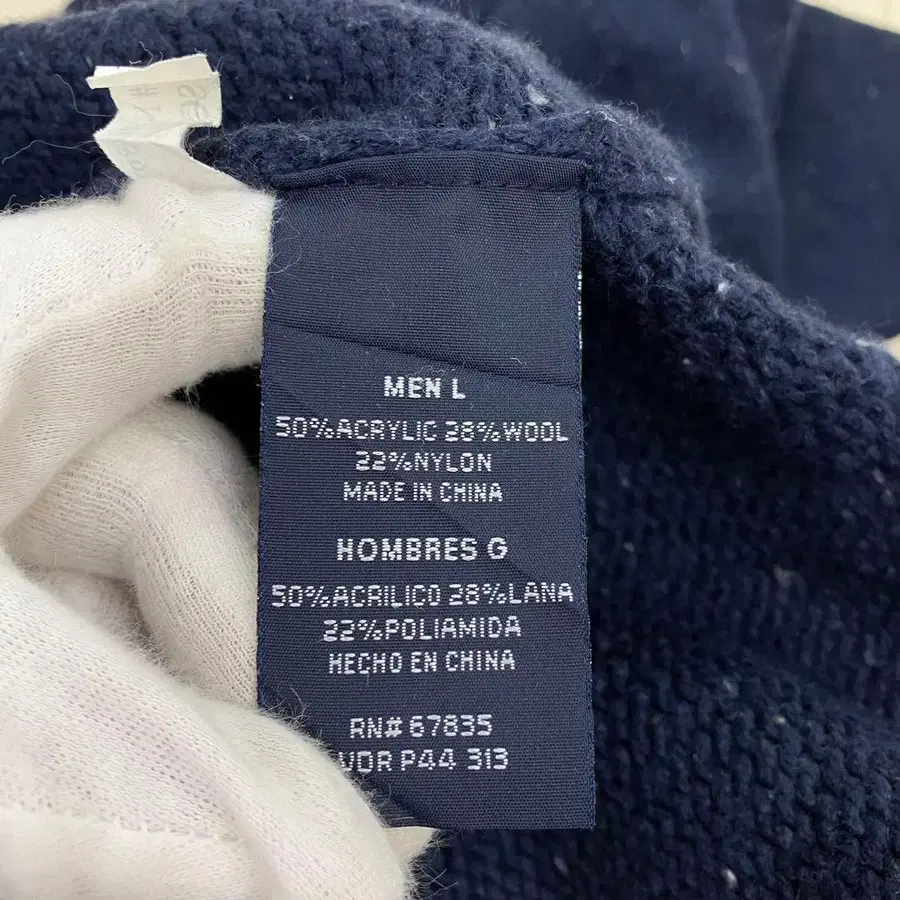 MEN L
50%ACRYLIC 28%WOOL
22%NYLON
MADE IN CHINA
HOMBRES G
50%ACRILICO 28%LANA
22%POLIAMIDA
HECHO EN CHINA
RN# 67835
VDR P44 313